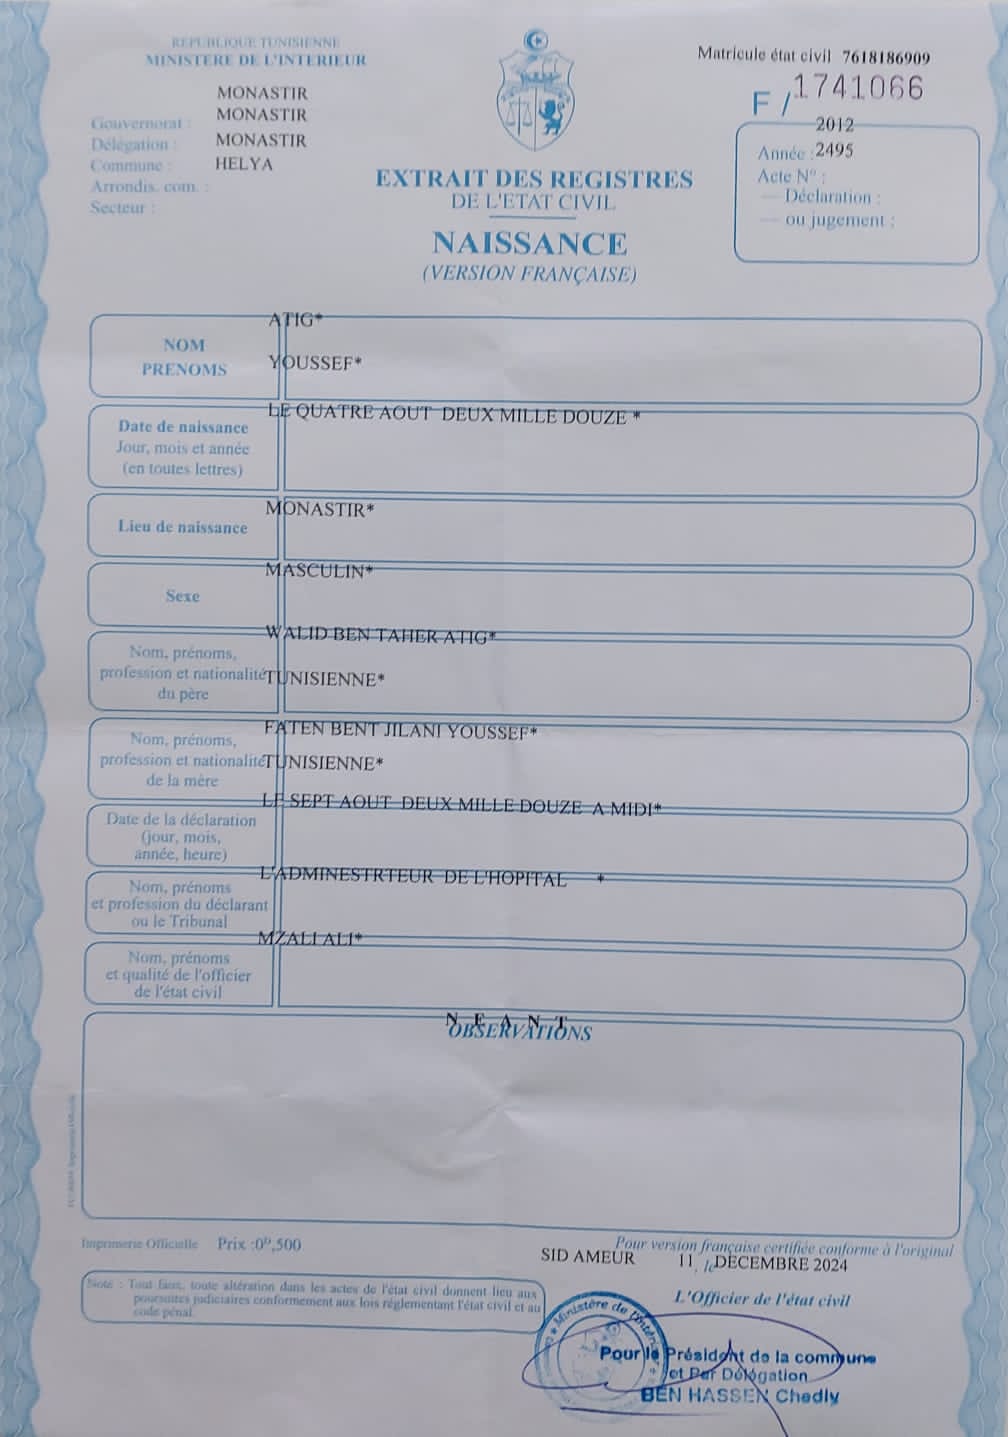 REPUBLIQUE TUNISIENNE
MINISTERE DE L'INTERIEUR
Matricule état civil 7618186909
F/ 1741066
MONASTIR
MONASTIR
Gouvernorat :
Délégation : MONASTIR
Commune : HELYA
Arrondis. com. :
Secteur :
2012
Année : 2495
Acte N° :
— Déclaration :
— ou jugement :
EXTRAIT DES REGISTRES
DE L'ETAT CIVIL
NAISSANCE
(VERSION FRANÇAISE)
ATIG*
NOM
PRENOMS
YOUSSEF*
LE QUATRE AOUT DEUX MILLE DOUZE *
Date de naissance
Jour, mois et année
(en toutes lettres)
MONASTIR*
Lieu de naissance
MASCULIN*
Sexe
WALID BEN TAHER ATIG*
Nom, prénoms,
profession et nationalité
du père
TUNISIENNE*
FATEN BENT JILANI YOUSSEF*
Nom, prénoms,
profession et nationalité
de la mère
TUNISIENNE*
LE SEPT AOUT DEUX MILLE DOUZE A MIDI*
Date de la déclaration
(jour, mois,
année, heure)
L'ADMINESTRTEUR DE L'HOPITAL *
Nom, prénoms
et profession du déclarant
ou le Tribunal
MZALI ALI*
Nom, prénoms
et qualité de l'officier
de l'état civil
N E A N T
OBSERVATIONS
Imprimerie Officielle Prix :0ᴰ,500
Pour version française certifiée conforme à l'original
SID AMEUR 11, le DECEMBRE 2024
Note : Tout faux, toute altération dans les actes de l'état civil donnent lieu aux
poursuites judiciaires conformement aux lois réglementant l'état civil et au
code pénal.
L'Officier de l'état civil
Ministère de l'intérieur
Pour le Président de la commune
et Par Délégation
BEN HASSEN Chedly